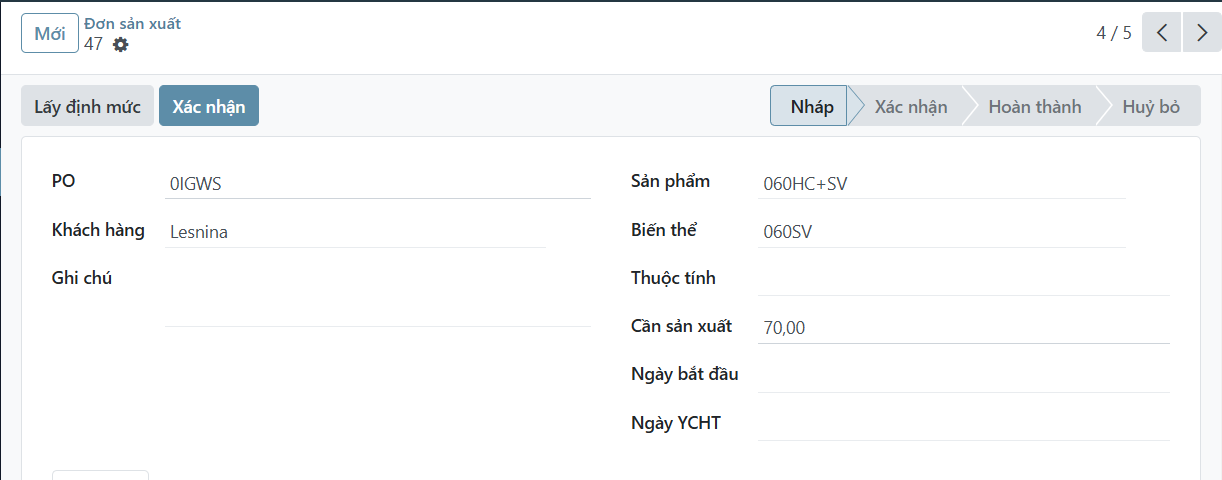 Mới
Đơn sản xuất
47
4 / 5
Lấy định mức
Xác nhận
Nháp
Xác nhận
Hoàn thành
Huỷ bỏ
PO
0IGWS
Khách hàng
Lesnina
Ghi chú
Sản phẩm
060HC+SV
Biến thể
060SV
Thuộc tính
Cần sản xuất
70,00
Ngày bắt đầu
Ngày YCHT